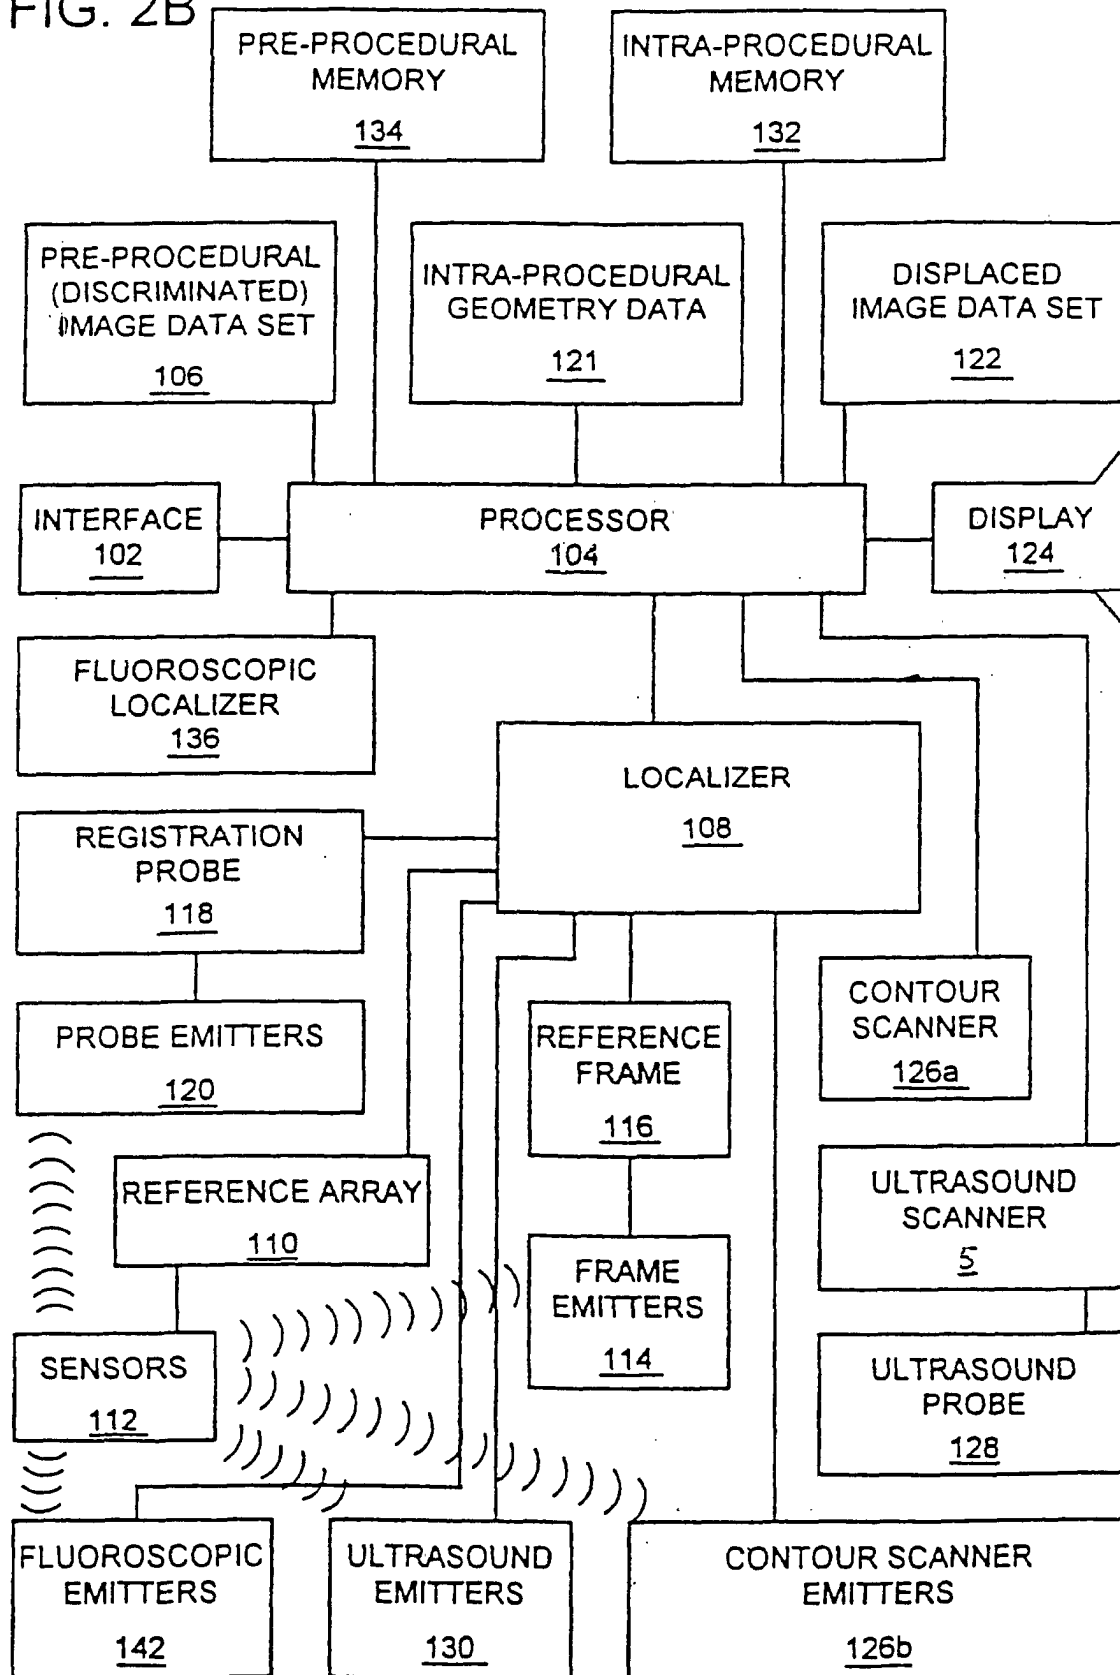 FIG. 2B
PRE-PROCEDURAL
MEMORY
134
INTRA-PROCEDURAL
MEMORY
132
PRE-PROCEDURAL
(DISCRIMINATED)
IMAGE DATA SET
106
INTRA-PROCEDURAL
GEOMETRY DATA
121
DISPLACED
IMAGE DATA SET
122
INTERFACE
102
PROCESSOR
104
DISPLAY
124
FLUOROSCOPIC
LOCALIZER
136
LOCALIZER
108
REGISTRATION
PROBE
118
PROBE EMITTERS
120
REFERENCE
FRAME
116
CONTOUR
SCANNER
126a
REFERENCE ARRAY
110
ULTRASOUND
SCANNER
5
FRAME
EMITTERS
114
SENSORS
112
ULTRASOUND
PROBE
128
FLUOROSCOPIC
EMITTERS
142
ULTRASOUND
EMITTERS
130
CONTOUR SCANNER
EMITTERS
126b